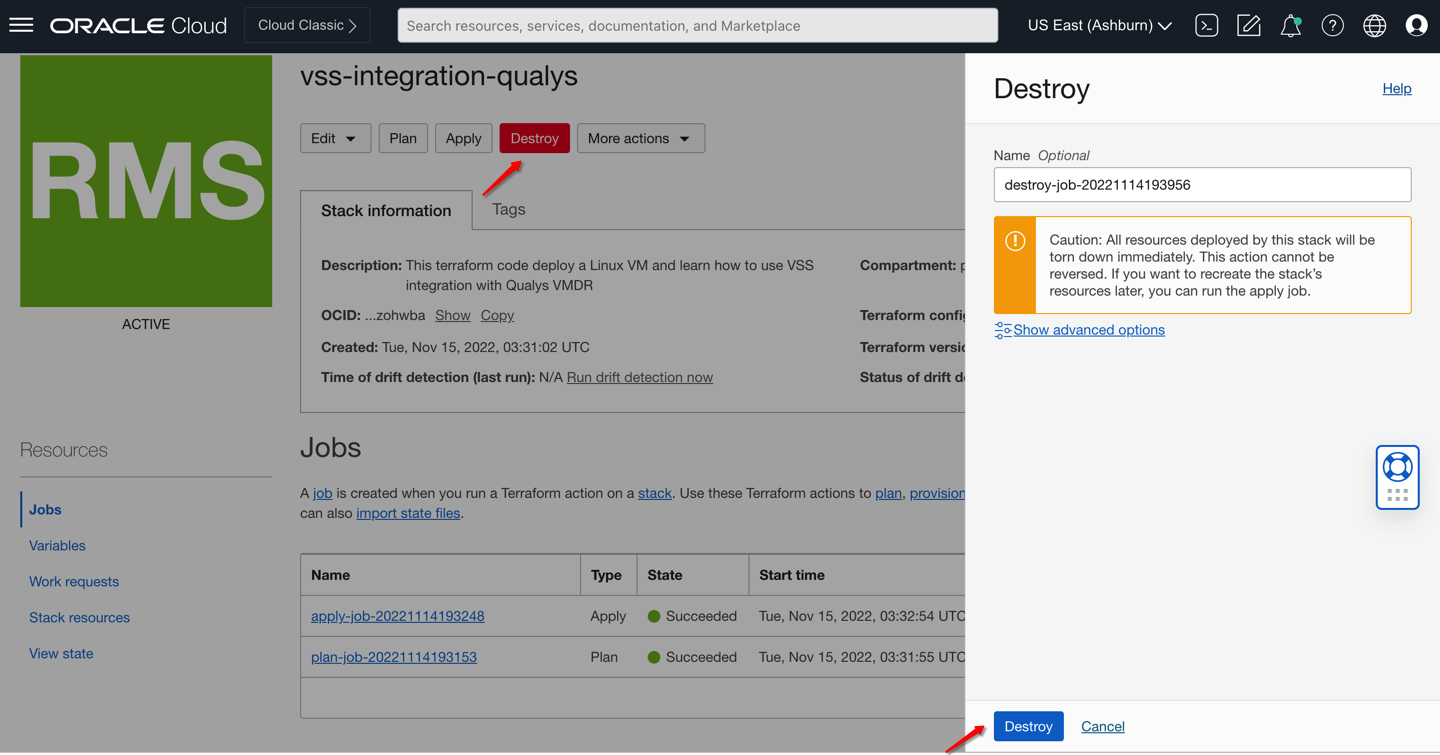 ORACLE Cloud
Cloud Classic
Search resources, services, documentation, and Marketplace
US East (Ashburn)
RMS
ACTIVE
Resources
Jobs
Variables
Work requests
Stack resources
View state
vss-integration-qualys
Edit Plan Apply Destroy More actions
Stack information Tags
Description: This terraform code deploy a Linux VM and learn how to use VSS
integration with Qualys VMDR
OCID: ...zohwba Show Copy
Created: Tue, Nov 15, 2022, 03:31:02 UTC
Time of drift detection (last run): N/A Run drift detection now
Compartment:
Terraform
Terraform
Status of drift
Jobs
A job is created when you run a Terraform action on a stack. Use these Terraform actions to plan, provision
can also import state files.
Name Type State Start time
apply-job-20221114193248 Apply Succeeded Tue, Nov 15, 2022, 03:32:54 UTC
plan-job-20221114193153 Plan Succeeded Tue, Nov 15, 2022, 03:31:55 UTC
Destroy
Help
Name Optional
destroy-job-20221114193956
Caution: All resources deployed by this stack will be
torn down immediately. This action cannot be
reversed. If you want to recreate the stack's
resources later, you can run the apply job.
Show advanced options
Destroy Cancel